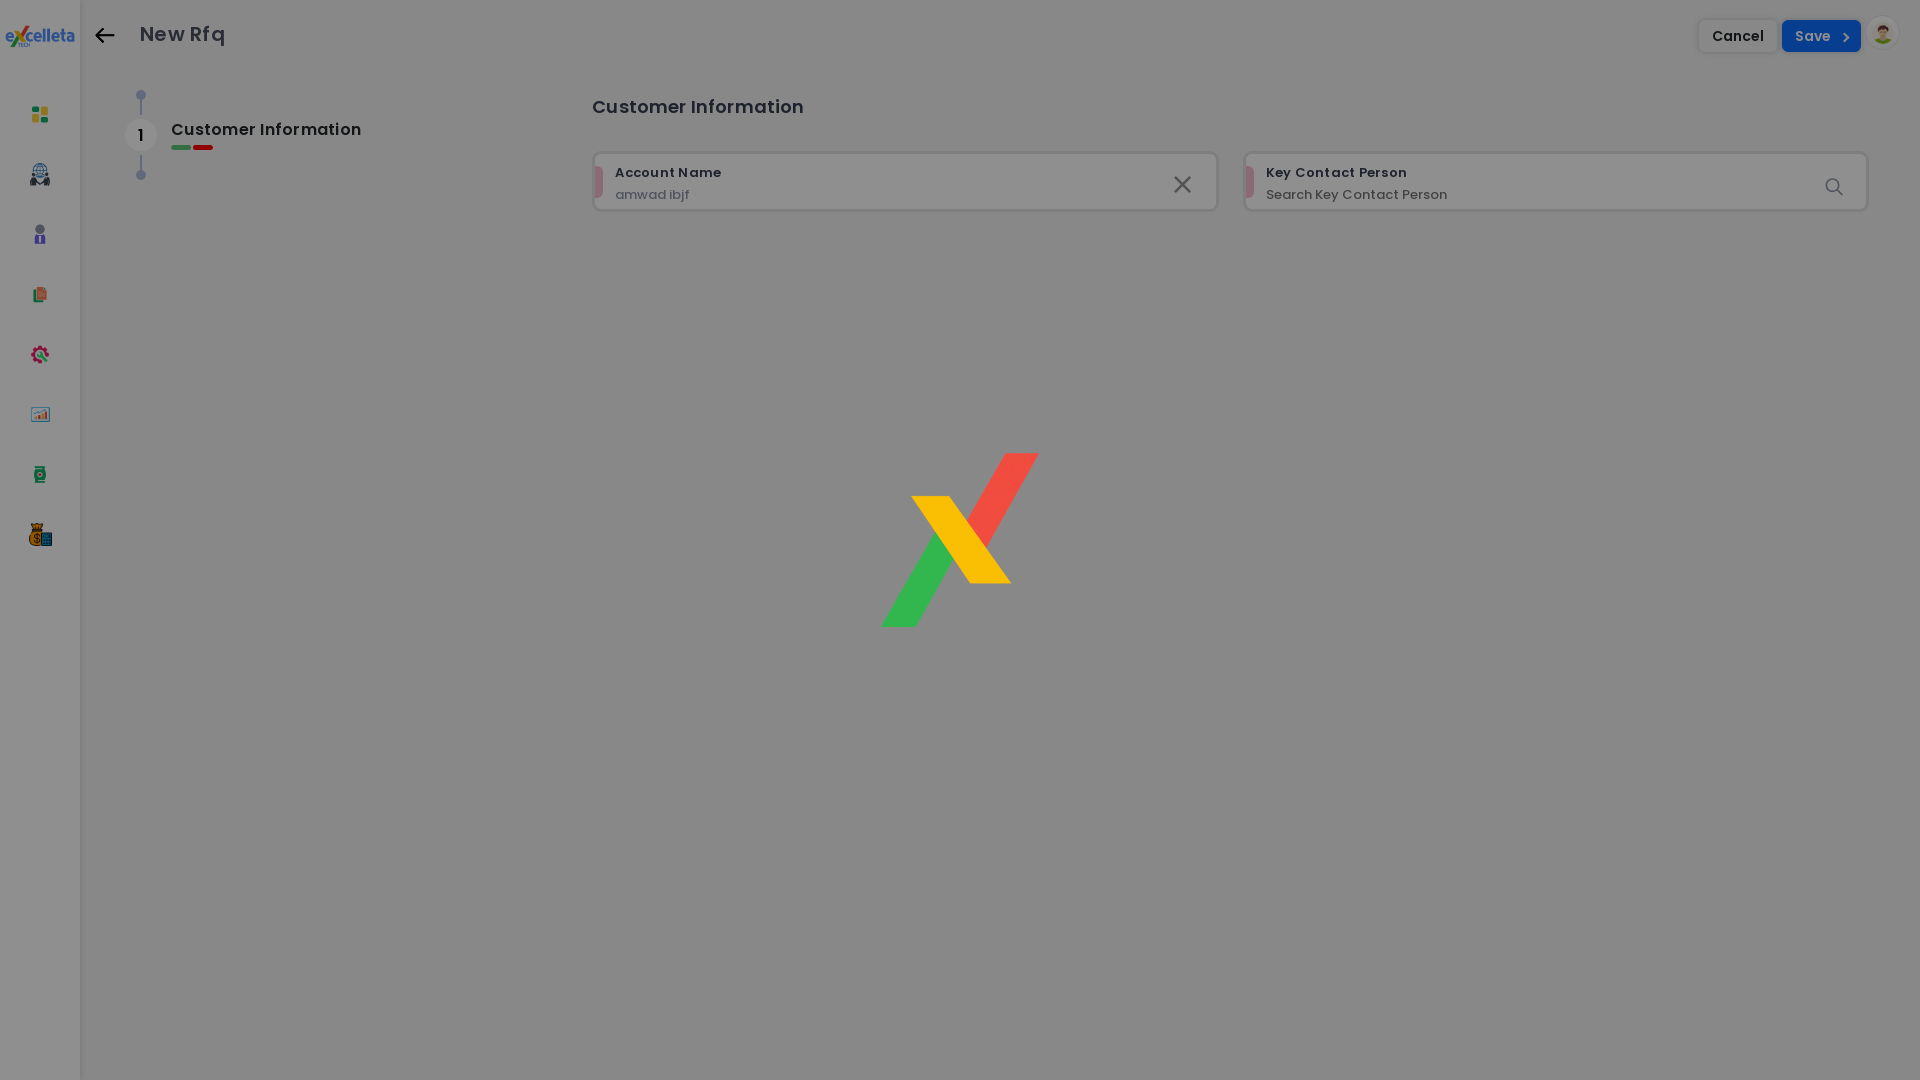 eXcelleta
TECH
New Rfq
Cancel
Save
1
Customer Information
Customer Information
Account Name
amwad ibjf
Key Contact Person
Search Key Contact Person